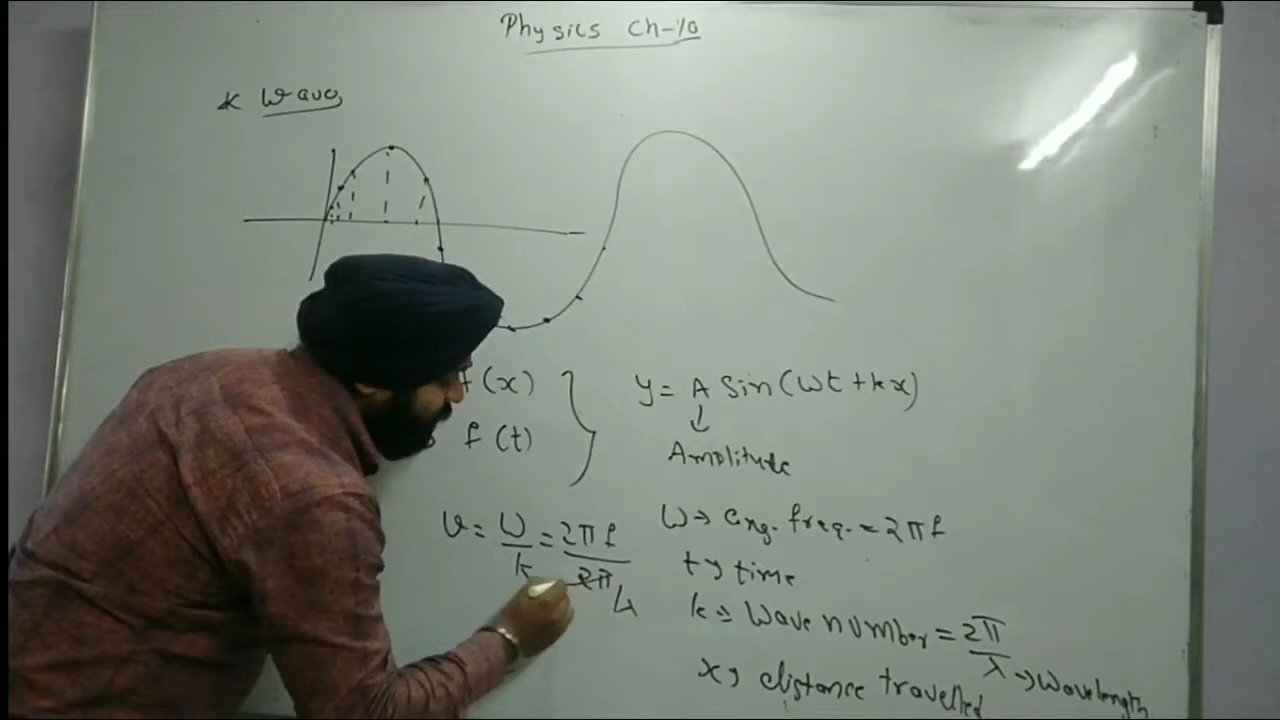 Physics Ch-10
* Wave
f(x)
f(t)
y = A Sin(ωt + kx)
↓
Amplitude
v = ω/k = 2πf/2π/λ
ω → ang. freq. = 2πf
t → time
k → Wave number = 2π/λ → Wavelength
x → distance travelled